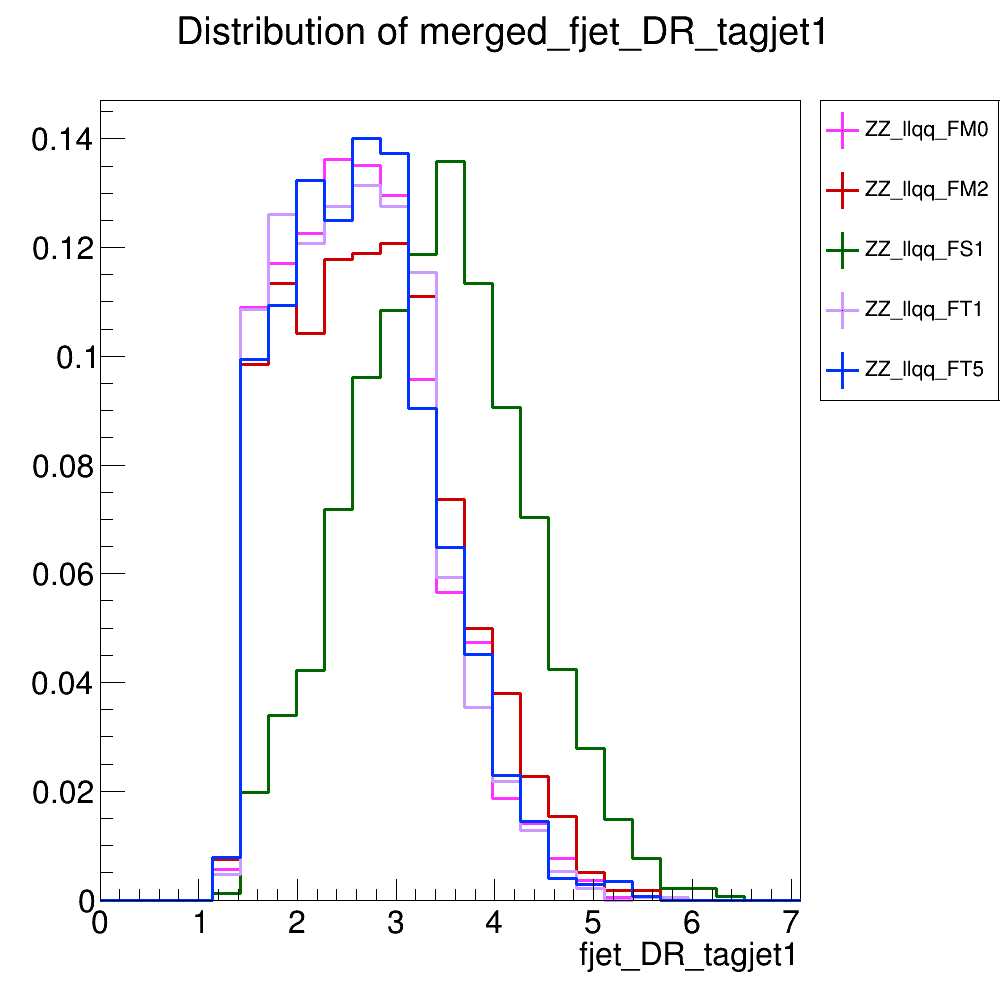 Distribution of merged_fjet_DR_tagjet1
0.14
0.12
0.1
0.08
0.06
0.04
0.02
0
0 1 2 3 4 5 6 7
fjet_DR_tagjet1
ZZ_llqq_FM0
ZZ_llqq_FM2
ZZ_llqq_FS1
ZZ_llqq_FT1
ZZ_llqq_FT5